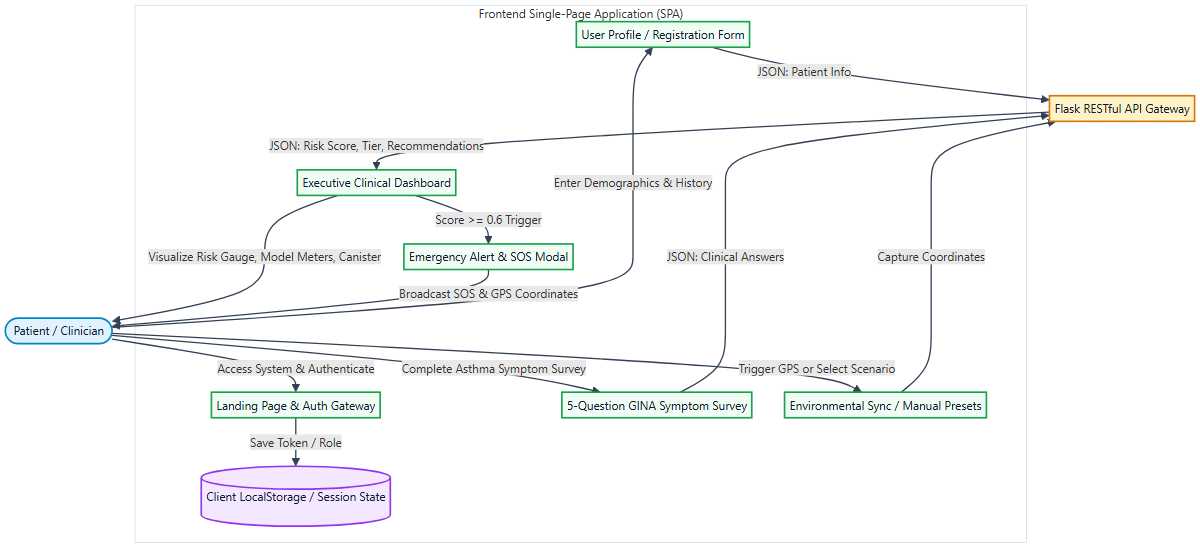 Frontend Single-Page Application (SPA)
User Profile / Registration Form
JSON: Patient Info
Flask RESTful API Gateway
JSON: Risk Score, Tier, Recommendations
Executive Clinical Dashboard
Enter Demographics & History
Score >= 0.6 Trigger
Visualize Risk Gauge, Model Meters, Canister
Emergency Alert & SOS Modal
JSON: Clinical Answers
Capture Coordinates
Broadcast SOS & GPS Coordinates
Patient / Clinician
Access System & Authenticate
Complete Asthma Symptom Survey
Trigger GPS or Select Scenario
Landing Page & Auth Gateway
5-Question GINA Symptom Survey
Environmental Sync / Manual Presets
Save Token / Role
Client LocalStorage / Session State